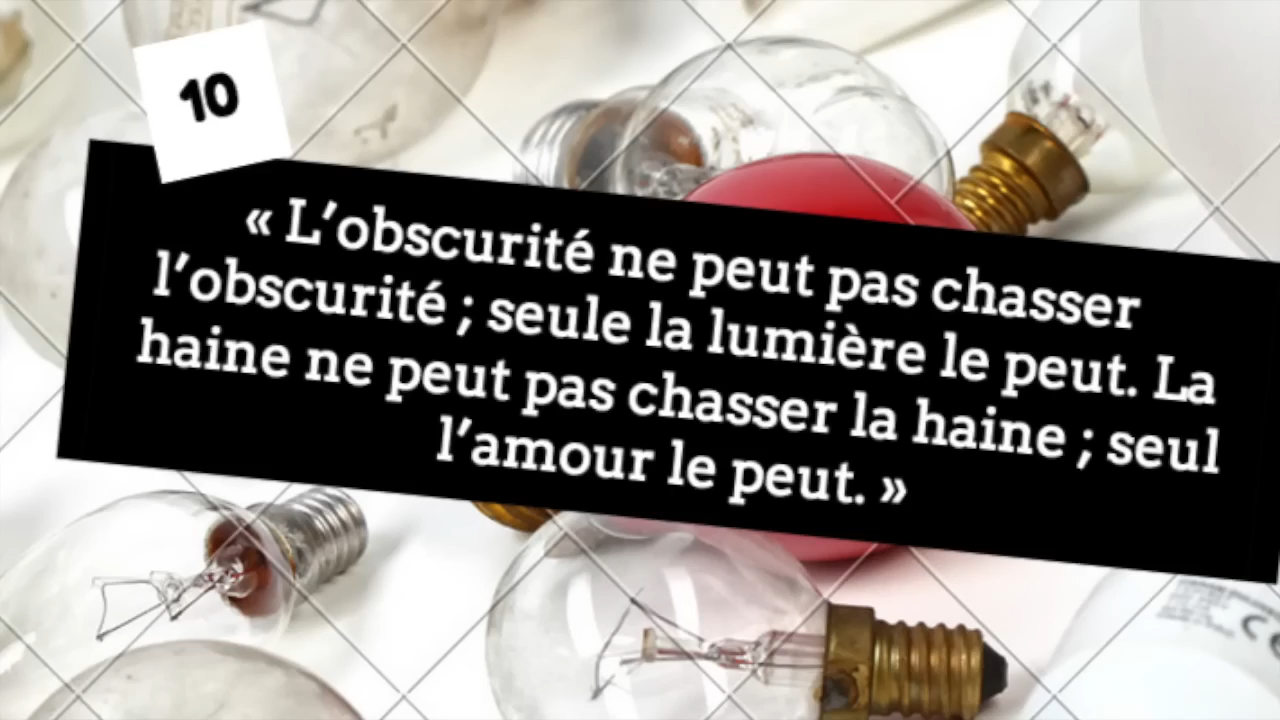 10
« L’obscurité ne peut pas chasser
l’obscurité ; seule la lumière le peut. La
haine ne peut pas chasser la haine ; seul
l’amour le peut. »
CE